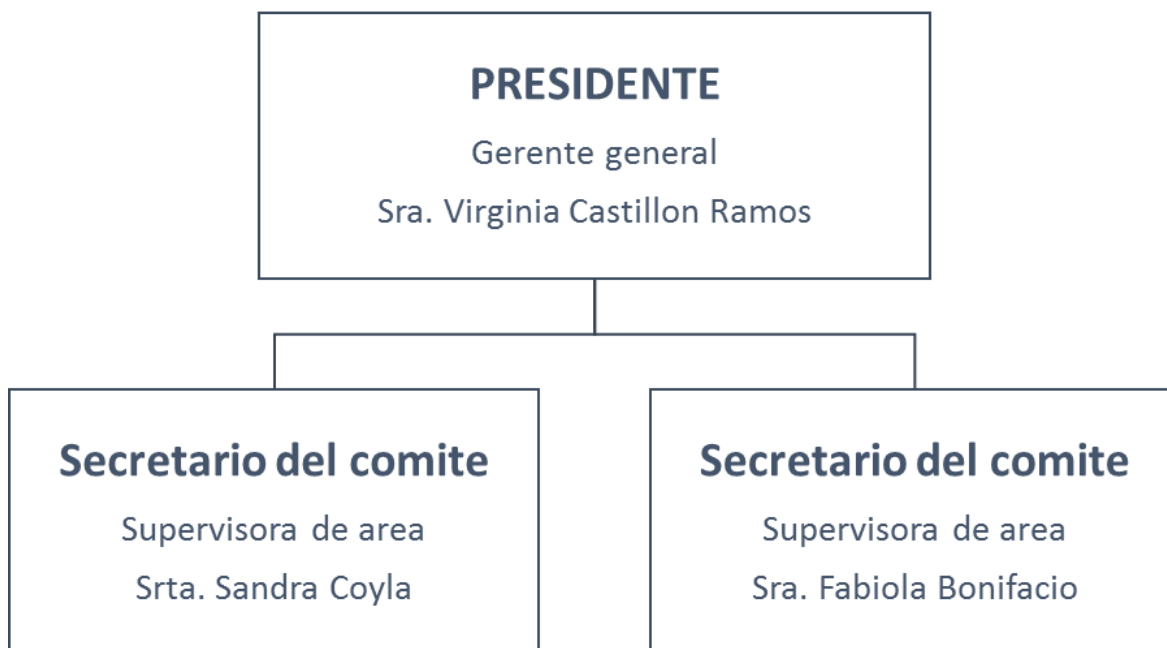 PRESIDENTE
Gerente general
Sra. Virginia Castillon Ramos
Secretario del comite
Supervisora de area
Srta. Sandra Coyla
Secretario del comite
Supervisora de area
Sra. Fabiola Bonifacio